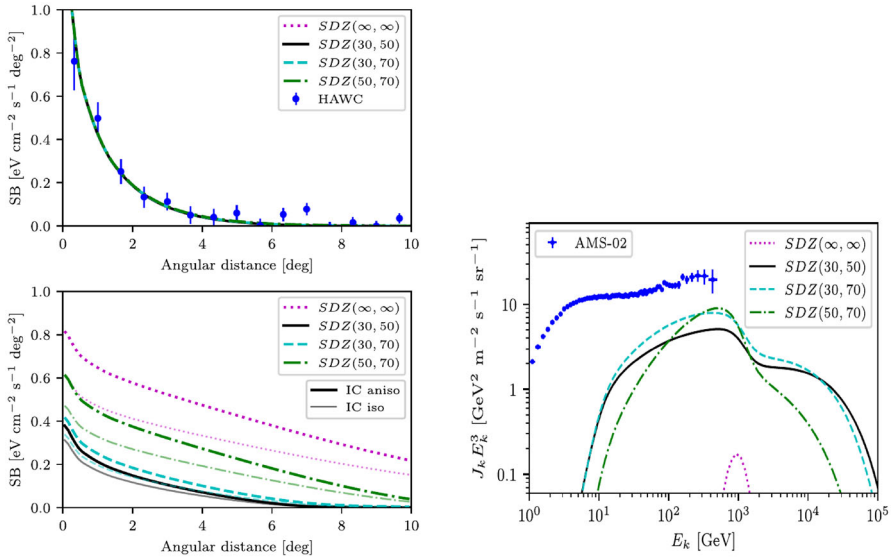 SB [eV cm⁻² s⁻¹ deg⁻²]
1.0
0.8
0.6
0.4
0.2
0.0
SDZ(∞, ∞)
SDZ(30, 50)
SDZ(30, 70)
SDZ(50, 70)
HAWC
0 2 4 6 8 10
Angular distance [deg]
SB [eV cm⁻² s⁻¹ deg⁻²]
1.0
0.8
0.6
0.4
0.2
0.0
SDZ(∞, ∞)
SDZ(30, 50)
SDZ(30, 70)
SDZ(50, 70)
IC aniso
IC iso
0 2 4 6 8 10
Angular distance [deg]
J_k E_k³ [GeV² m⁻² s⁻¹ sr⁻¹]
10
1
0.1
AMS-02
SDZ(∞, ∞)
SDZ(30, 50)
SDZ(30, 70)
SDZ(50, 70)
10⁰ 10¹ 10² 10³ 10⁴ 10⁵
E_k [GeV]